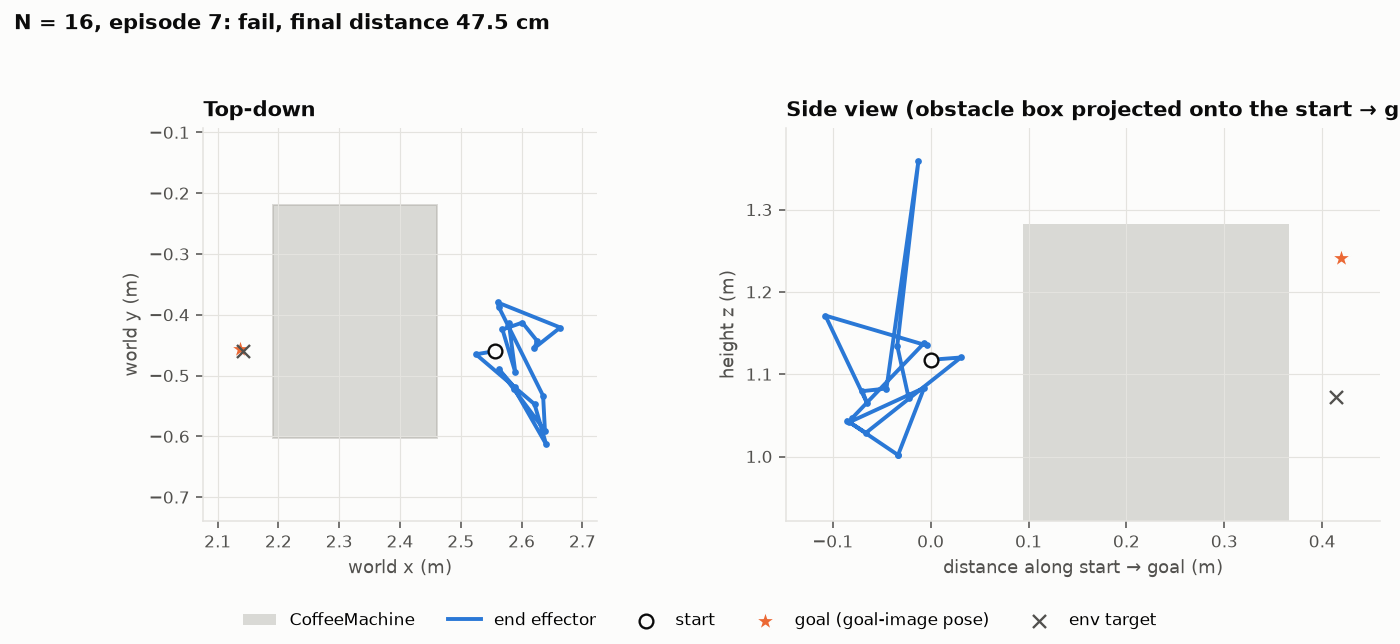 N = 16, episode 7: fail, final distance 47.5 cm
Top-down
−0.1
−0.2
−0.3
−0.4
−0.5
−0.6
−0.7
world y (m)
2.1 2.2 2.3 2.4 2.5 2.6 2.7
world x (m)
Side view (obstacle box projected onto the start → g
1.3
1.2
1.1
1.0
height z (m)
−0.1 0.0 0.1 0.2 0.3 0.4
distance along start → goal (m)
CoffeeMachine end effector start goal (goal-image pose) env target